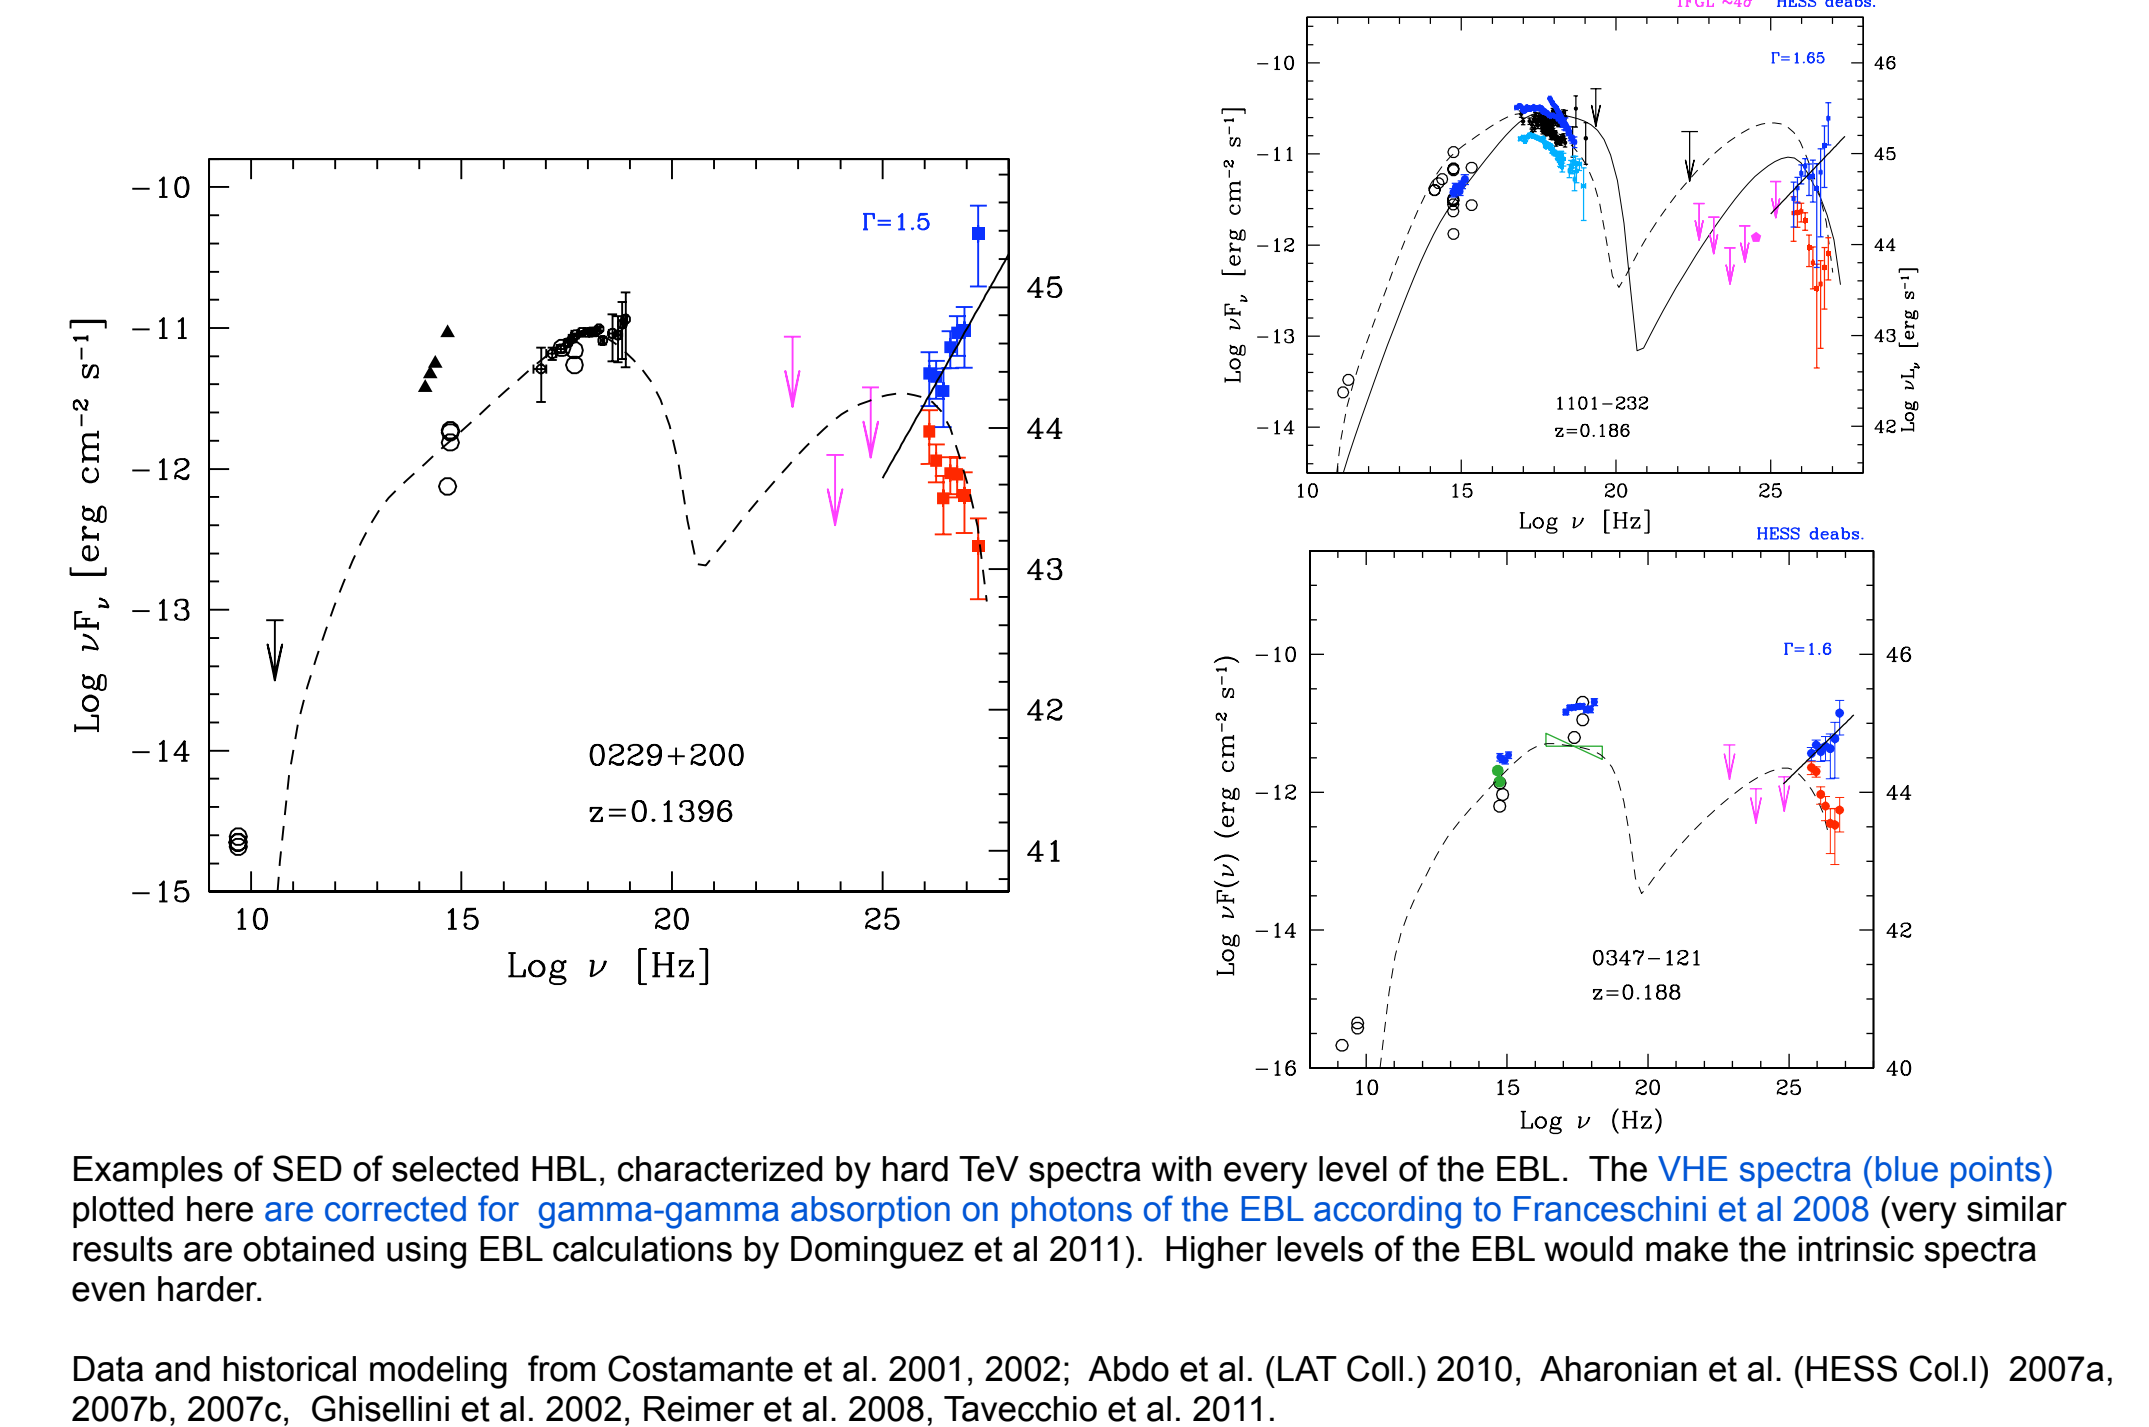 −10
−11
−12
−13
−14
−15
Log νFν [erg cm−2 s−1]
Γ=1.5
45
44
43
42
41
0229+200
z=0.1396
10 15 20 25
Log ν [Hz]
1FGL ~4σ HESS deabs.
Γ=1.65
−10
−11
−12
−13
−14
Log νFν [erg cm−2 s−1]
46
45
44
43
42
Log νLν [erg s−1]
1101−232
z=0.186
10 15 20 25
Log ν [Hz]
HESS deabs.
Γ=1.6
−10
−12
−14
−16
Log νF(ν) (erg cm−2 s−1)
46
44
42
40
0347−121
z=0.188
10 15 20 25
Log ν (Hz)
Examples of SED of selected HBL, characterized by hard TeV spectra with every level of the EBL. The VHE spectra (blue points)
plotted here are corrected for gamma-gamma absorption on photons of the EBL according to Franceschini et al 2008 (very similar
results are obtained using EBL calculations by Dominguez et al 2011). Higher levels of the EBL would make the intrinsic spectra
even harder.
Data and historical modeling from Costamante et al. 2001, 2002; Abdo et al. (LAT Coll.) 2010, Aharonian et al. (HESS Col.l) 2007a,
2007b, 2007c, Ghisellini et al. 2002, Reimer et al. 2008, Tavecchio et al. 2011.